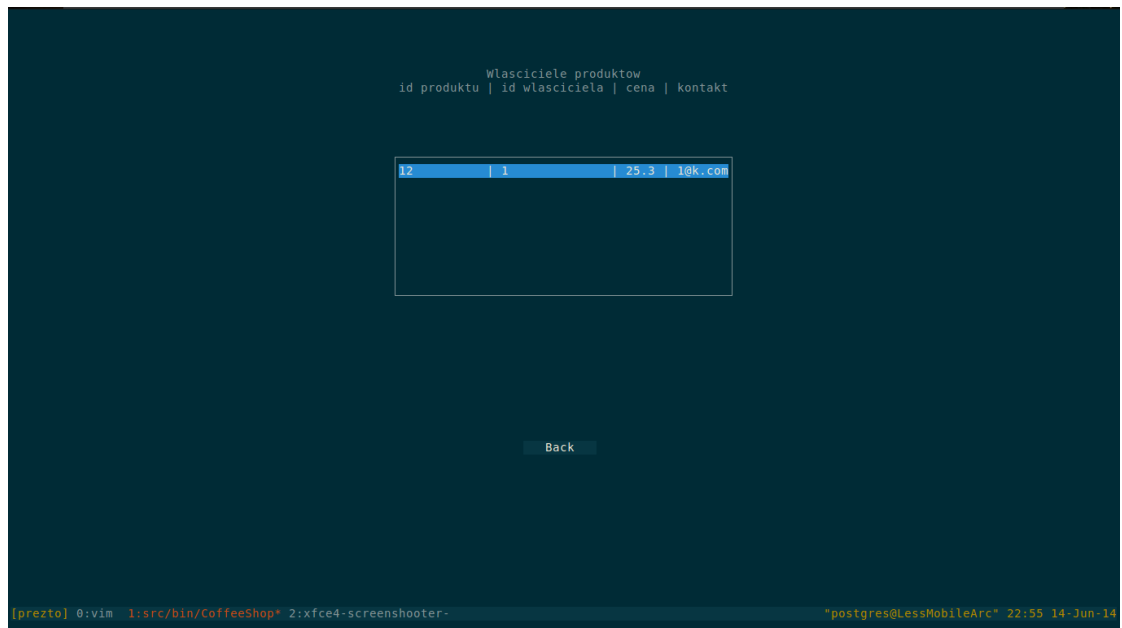 Wlasciciele produktow
id produktu | id wlasciciela | cena | kontakt
12 | 1 | 25.3 | 1@k.com
Back
[prezto] 0:vim 1:src/bin/CoffeeShop* 2:xfce4-screenshooter- "postgres@LessMobileArc" 22:55 14-Jun-14